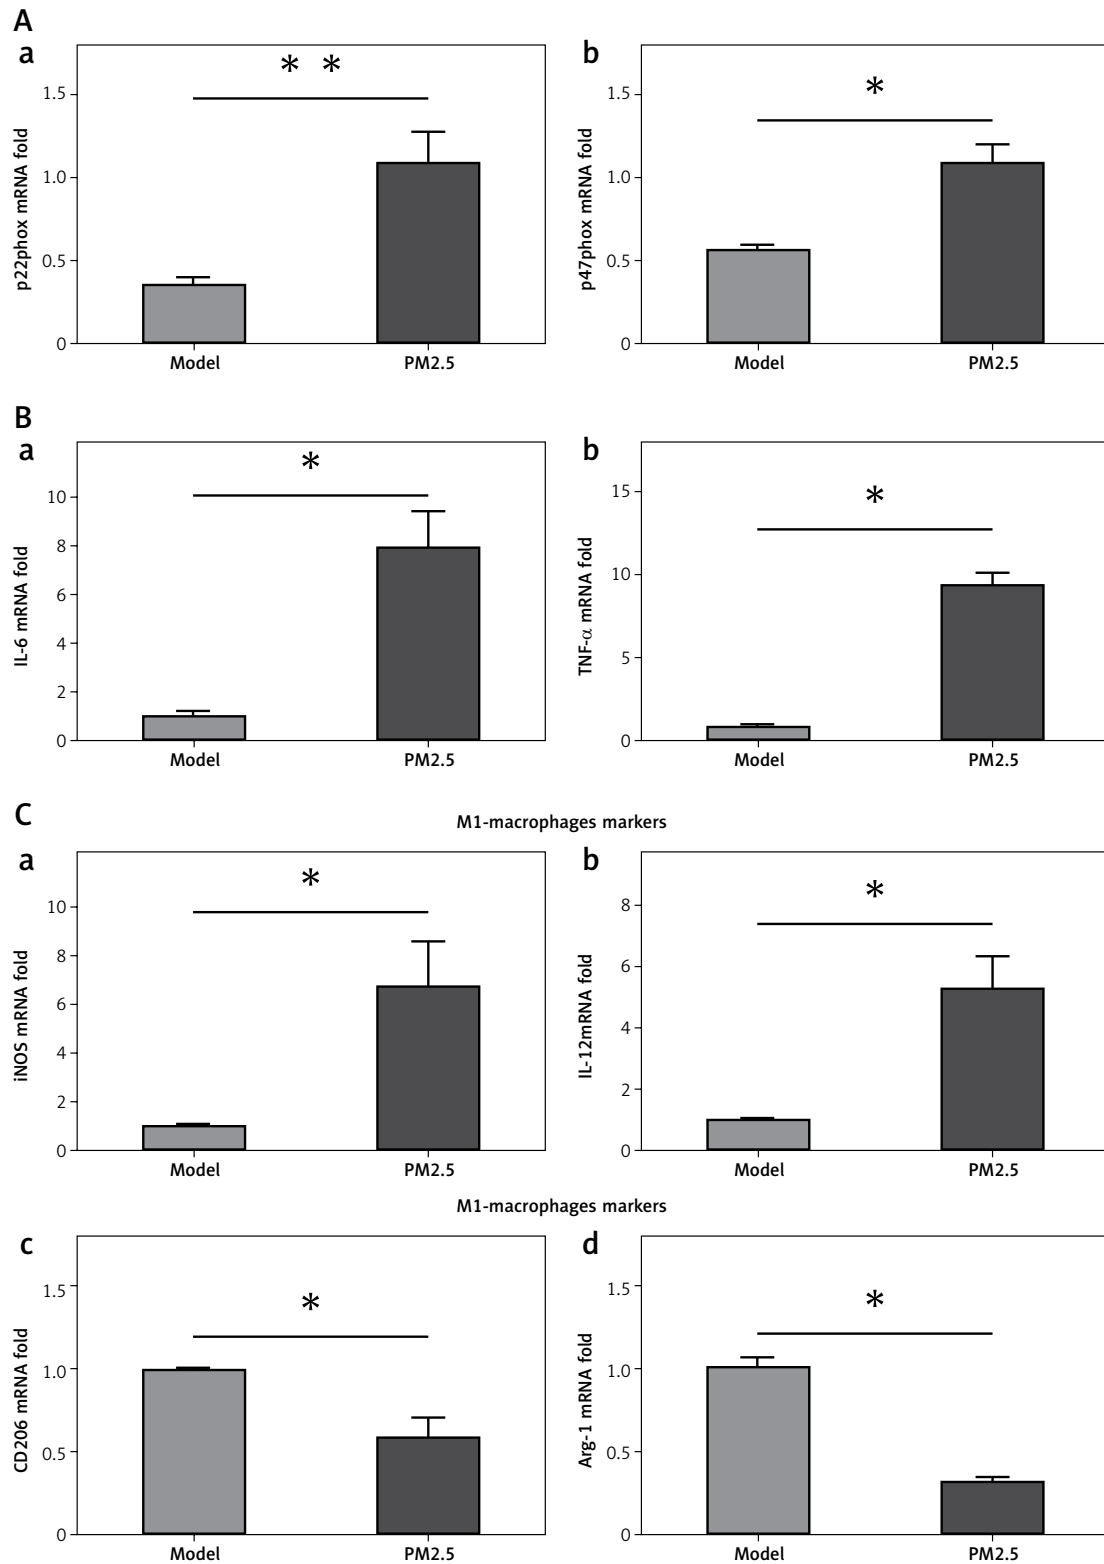 A
a
* *
p22phox mRNA fold
1.5
1.0
0.5
0
Model PM2.5
b
*
p47phox mRNA fold
1.5
1.0
0.5
0
Model PM2.5
B
a
*
IL-6 mRNA fold
10
8
6
4
2
0
Model PM2.5
b
*
TNF-α mRNA fold
15
10
5
0
Model PM2.5
C
M1-macrophages markers
a
*
iNOS mRNA fold
10
8
6
4
2
0
Model PM2.5
b
*
IL-12mRNA fold
8
6
4
2
0
Model PM2.5
M1-macrophages markers
c
*
CD206 mRNA fold
1.5
1.0
0.5
0
Model PM2.5
d
*
Arg-1 mRNA fold
1.5
1.0
0.5
0
Model PM2.5